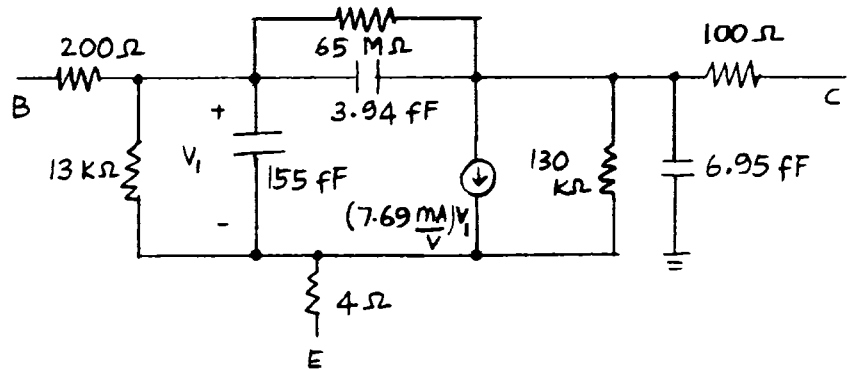 200Ω
65 MΩ
100Ω
B
C
+
3.94 fF
13 KΩ
V₁
155 fF
130 KΩ
6.95 fF
-
(7.69 mA/V)V₁
4Ω
E